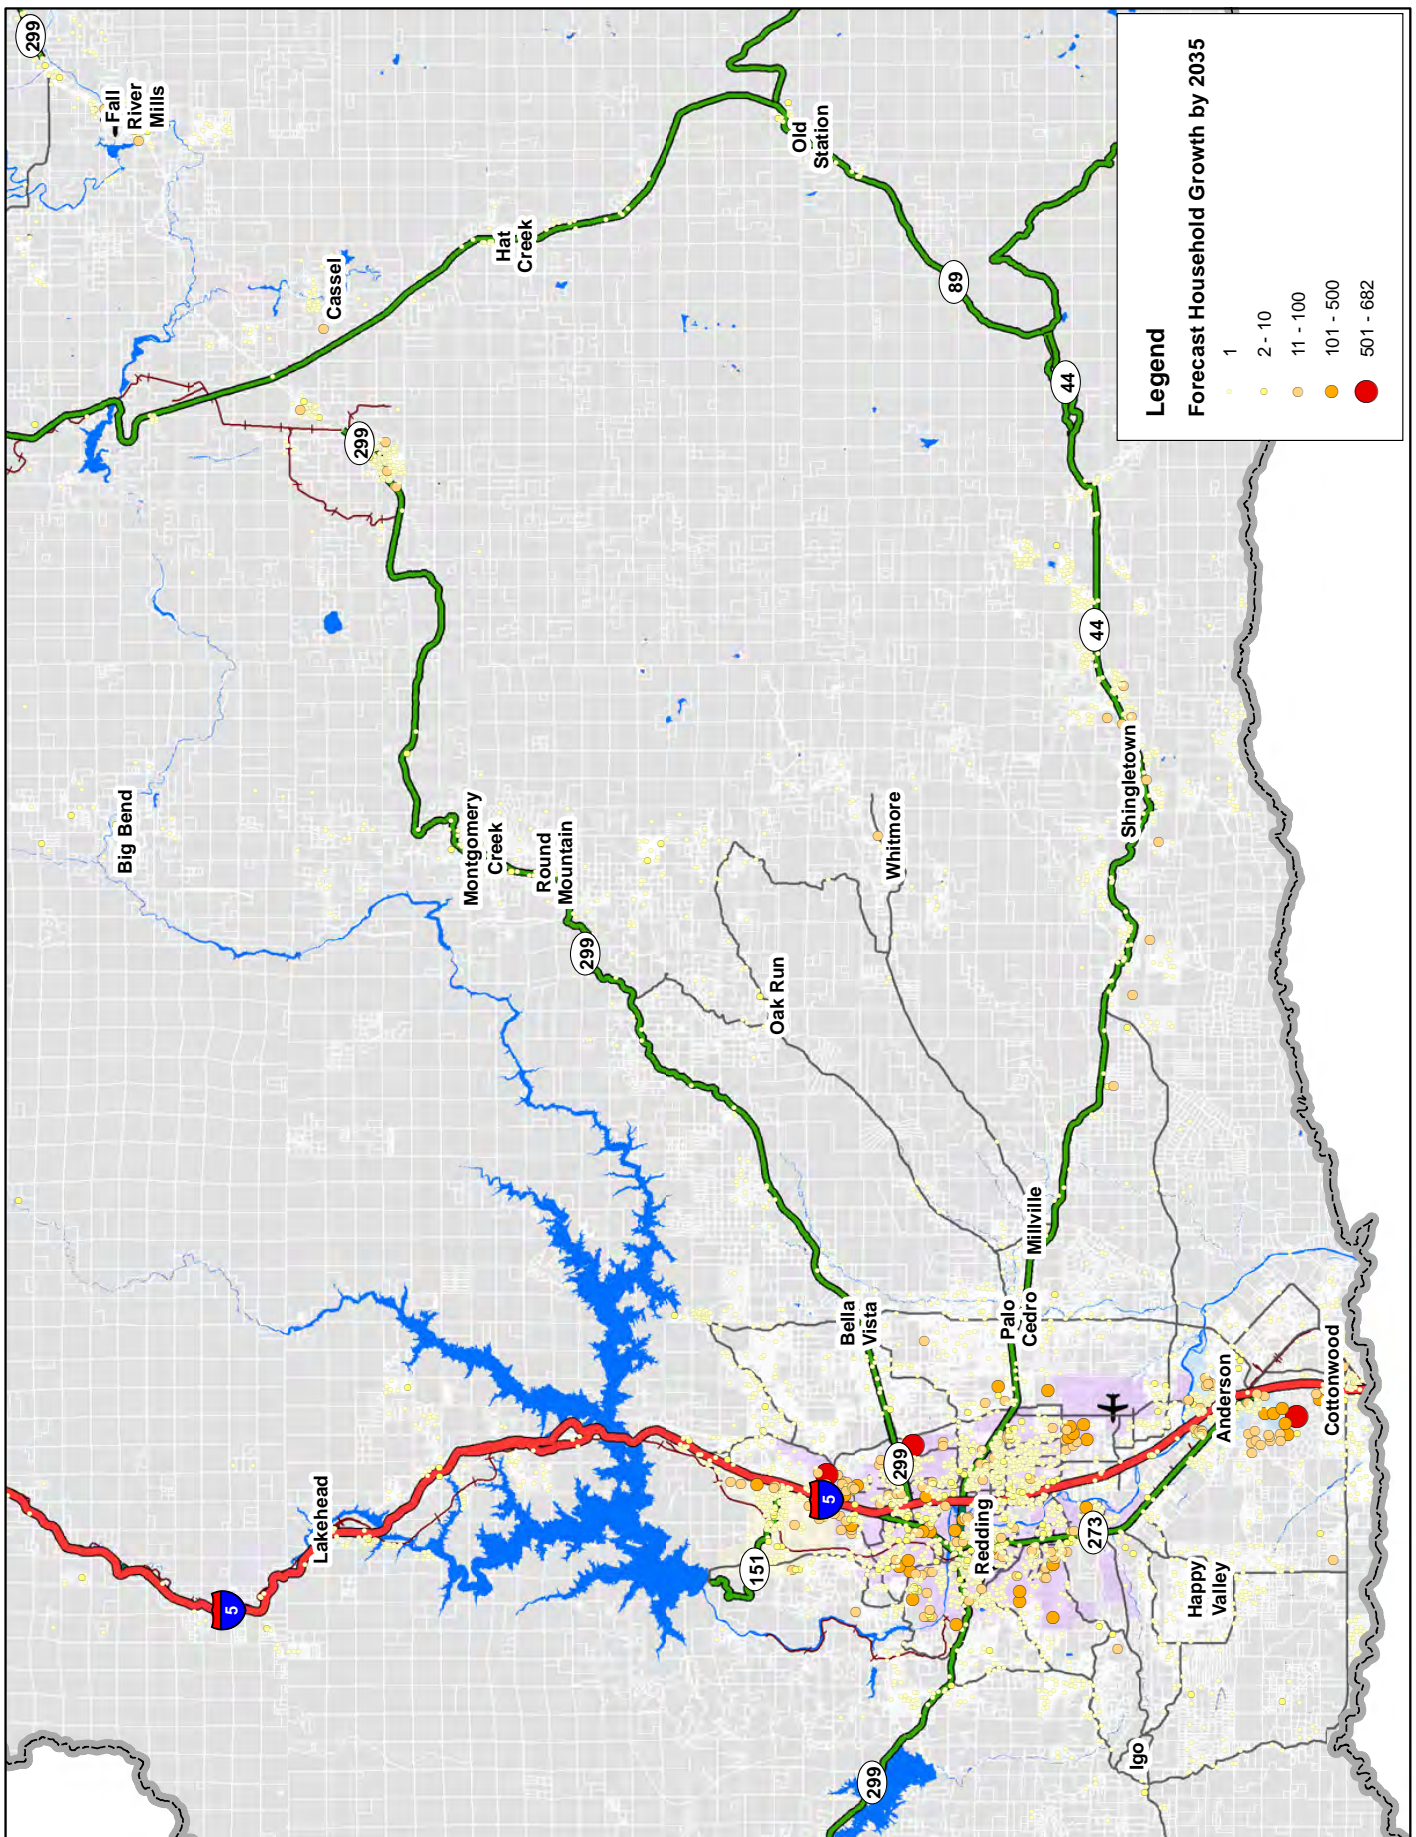 299
Fall
River
Mills
Cassel
Hat
Creek
Old
Station
89
44
299
44
Big Bend
Montgomery
Creek
Round
Mountain
299
Whitmore
Oak Run
Shingletown
Millville
Palo
Cedro
Bella
Vista
Anderson
Cottonwood
Lakehead
5
5
299
151
Redding
273
Happy
Valley
Igo
299
Legend
Forecast Household Growth by 2035
1
2 - 10
11 - 100
101 - 500
501 - 682